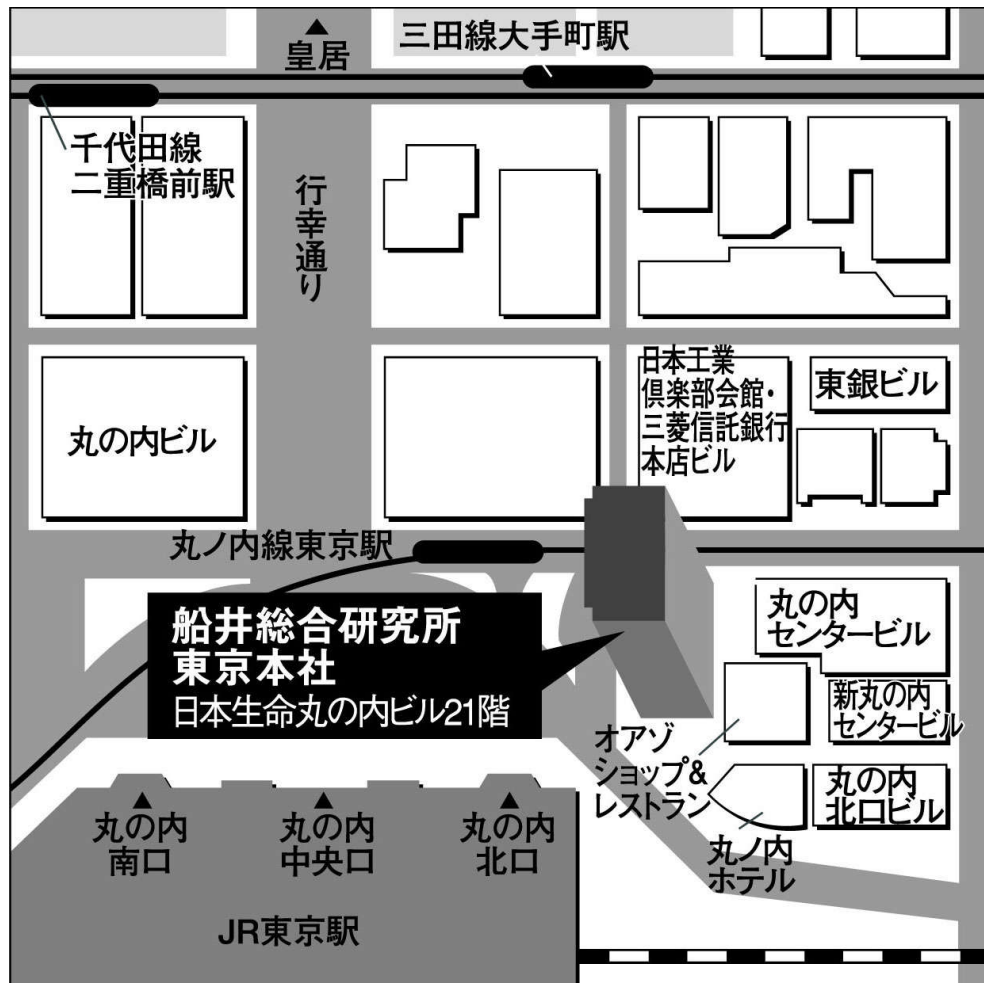 皇居
三田線大手町駅
千代田線
二重橋前駅
行幸通り
日本工業
倶楽部会館・
三菱信託銀行
本店ビル
東銀ビル
丸の内ビル
丸ノ内線東京駅
船井総合研究所
東京本社
日本生命丸の内ビル21階
丸の内
センタービル
新丸の内
センタービル
オアゾ
ショップ&
レストラン
丸の内
北口ビル
丸ノ内
ホテル
丸の内
南口
丸の内
中央口
丸の内
北口
JR東京駅